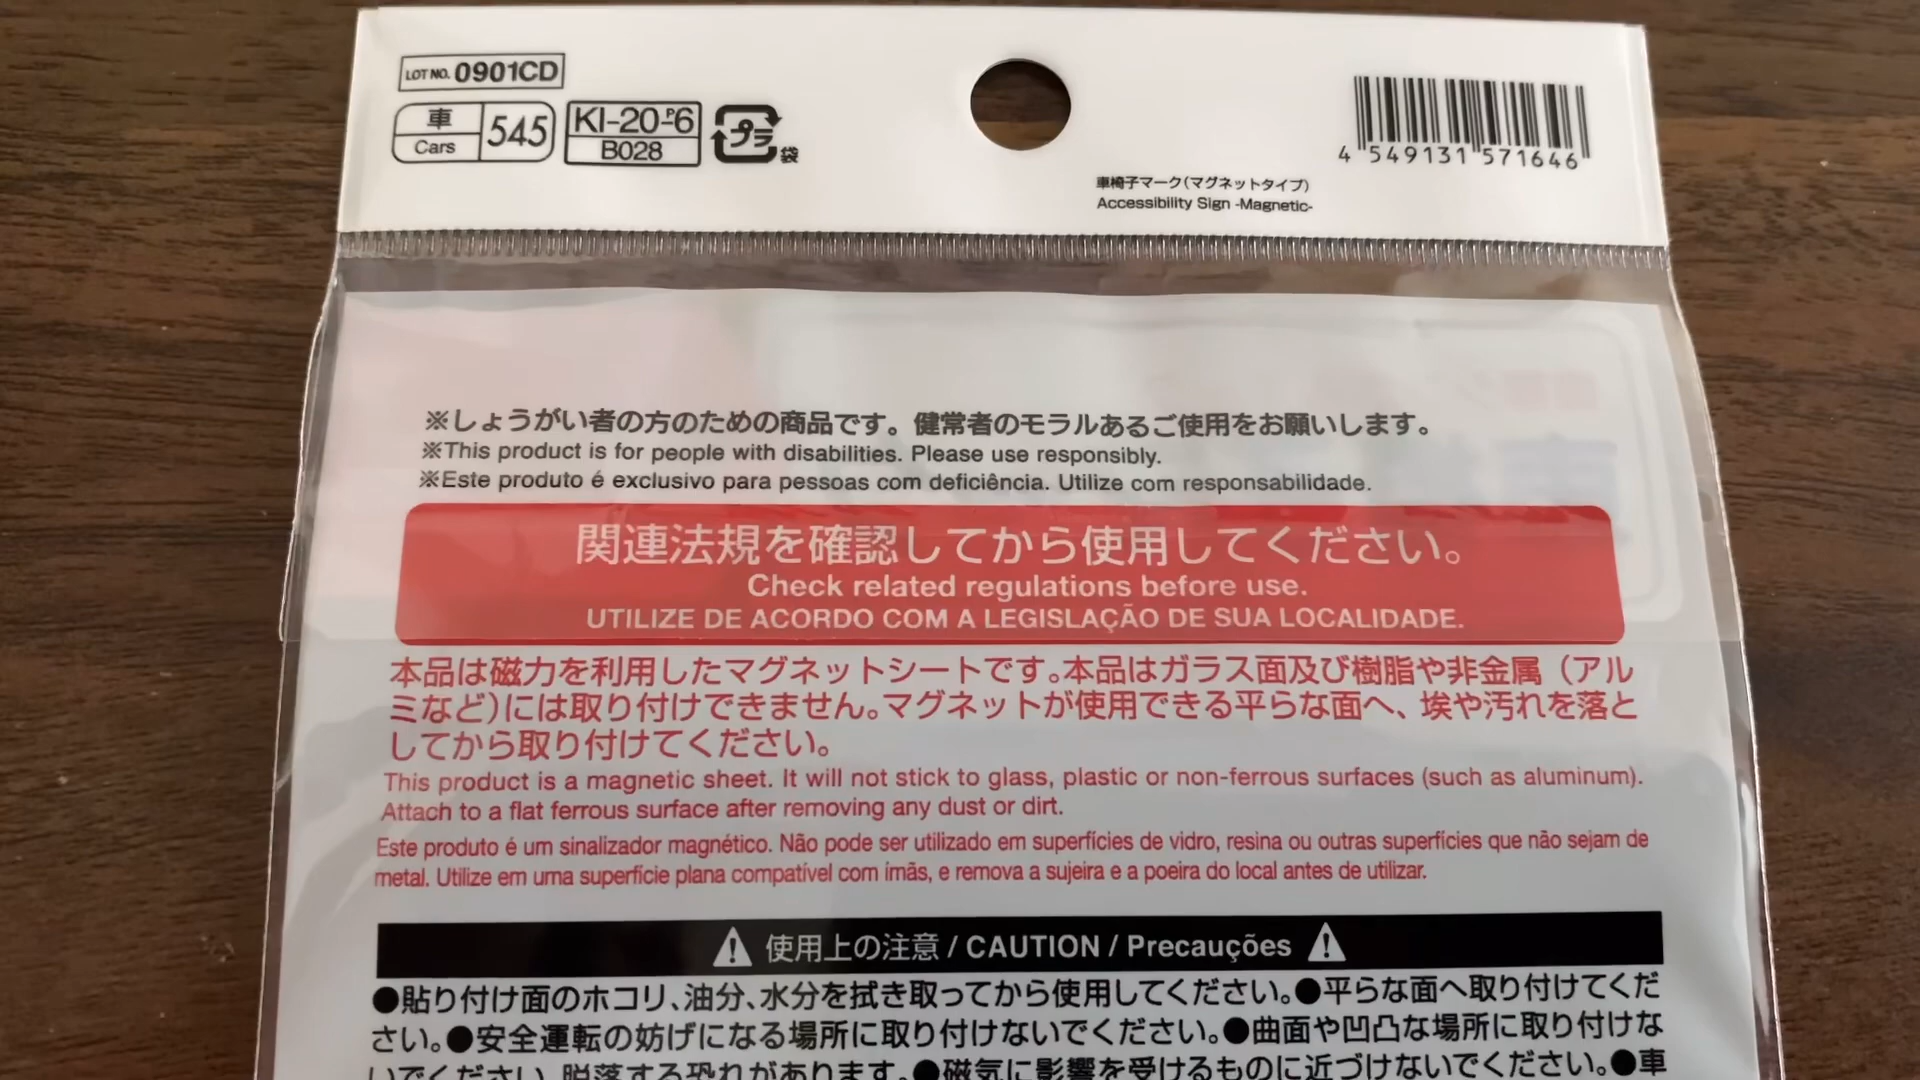 LOT NO. 0901CD
車 Cars 545
KI-20-P6
B028
プラ 袋
4 549131 571646
車椅子マーク(マグネットタイプ)
Accessibility Sign -Magnetic-
※しょうがい者の方のための商品です。健常者のモラルあるご使用をお願いします。
※This product is for people with disabilities. Please use responsibly.
※Este produto é exclusivo para pessoas com deficiência. Utilize com responsabilidade.
関連法規を確認してから使用してください。
Check related regulations before use.
UTILIZE DE ACORDO COM A LEGISLAÇÃO DE SUA LOCALIDADE.
本品は磁力を利用したマグネットシートです。本品はガラス面及び樹脂や非金属(アル
ミなど)には取り付けできません。マグネットが使用できる平らな面へ、埃や汚れを落と
してから取り付けてください。
This product is a magnetic sheet. It will not stick to glass, plastic or non-ferrous surfaces (such as aluminum).
Attach to a flat ferrous surface after removing any dust or dirt.
Este produto é um sinalizador magnético. Não pode ser utilizado em superfícies de vidro, resina ou outras superfícies que não sejam de
metal. Utilize em uma superfície plana compatível com ímãs, e remova a sujeira e a poeira do local antes de utilizar.
使用上の注意 / CAUTION / Precauções
●貼り付け面のホコリ、油分、水分を拭き取ってから使用してください。●平らな面へ取り付けてくだ
さい。●安全運転の妨げになる場所に取り付けないでください。●曲面や凹凸な場所に取り付けな
いでください。脱落する恐れがあります。●磁気に影響を受けるものに近づけないでください。●車